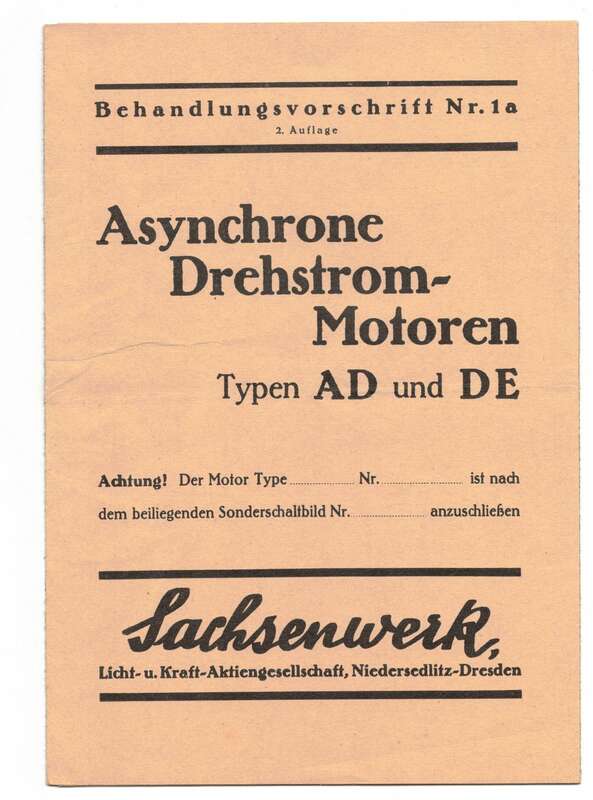 Behandlungsvorschrift Nr. 1a
2. Auflage
Asynchrone
Drehstrom-
Motoren
Typen AD und DE
Achtung! Der Motor Type ................ Nr. .................... ist nach
dem beiliegenden Sonderschaltbild Nr. ................... anzuschließen
Sachsenwerk,
Licht- u. Kraft-Aktiengesellschaft, Niedersedlitz-Dresden